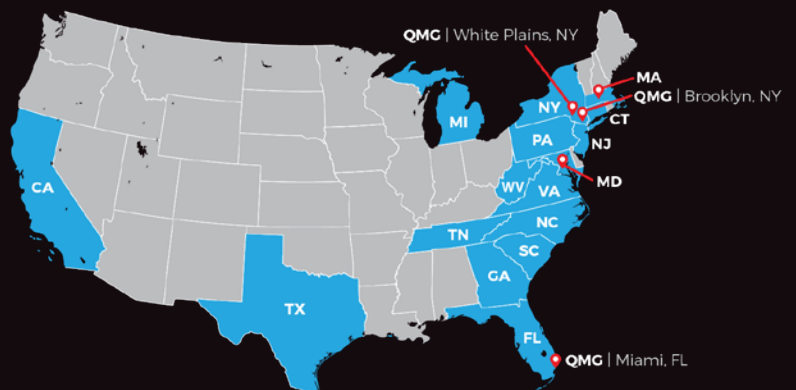 QMG | White Plains, NY
MA
QMG | Brooklyn, NY
NY
CT
MI
PA
NJ
MD
CA
WV
VA
NC
TN
SC
GA
TX
FL
QMG | Miami, FL